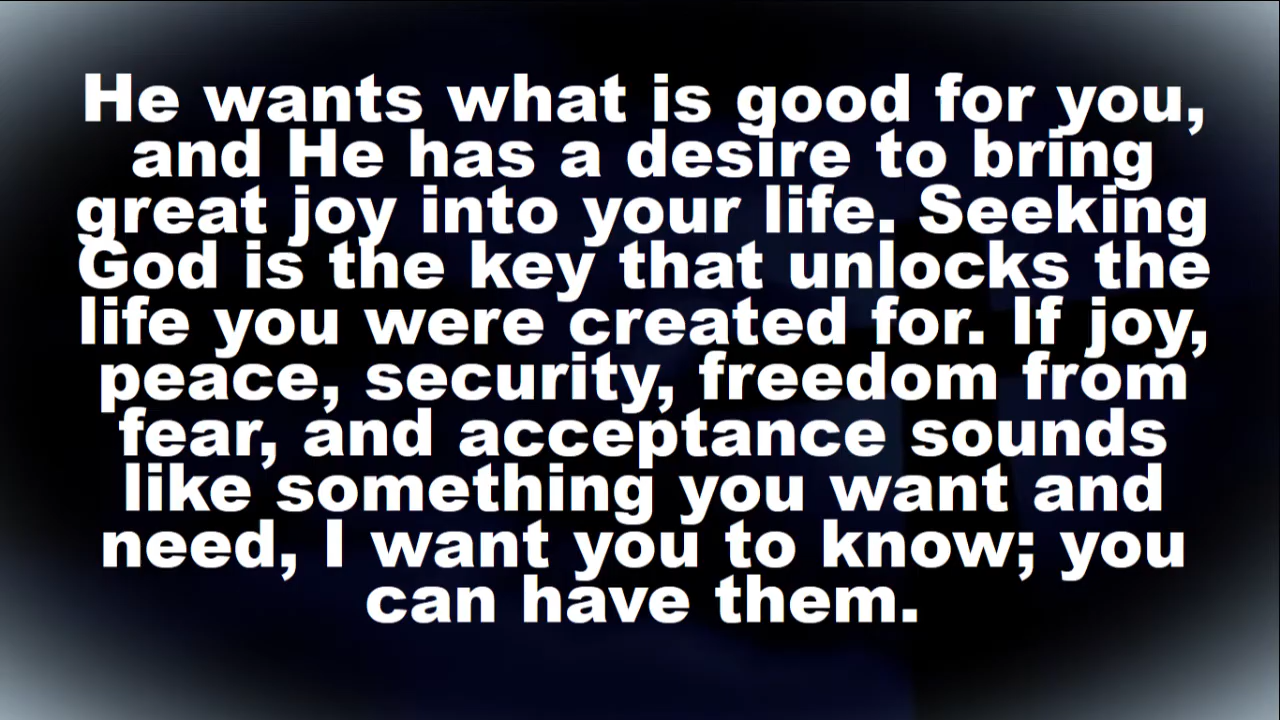 He wants what is good for you,
and He has a desire to bring
great joy into your life. Seeking
God is the key that unlocks the
life you were created for. If joy,
peace, security, freedom from
fear, and acceptance sounds
like something you want and
need, I want you to know; you
can have them.